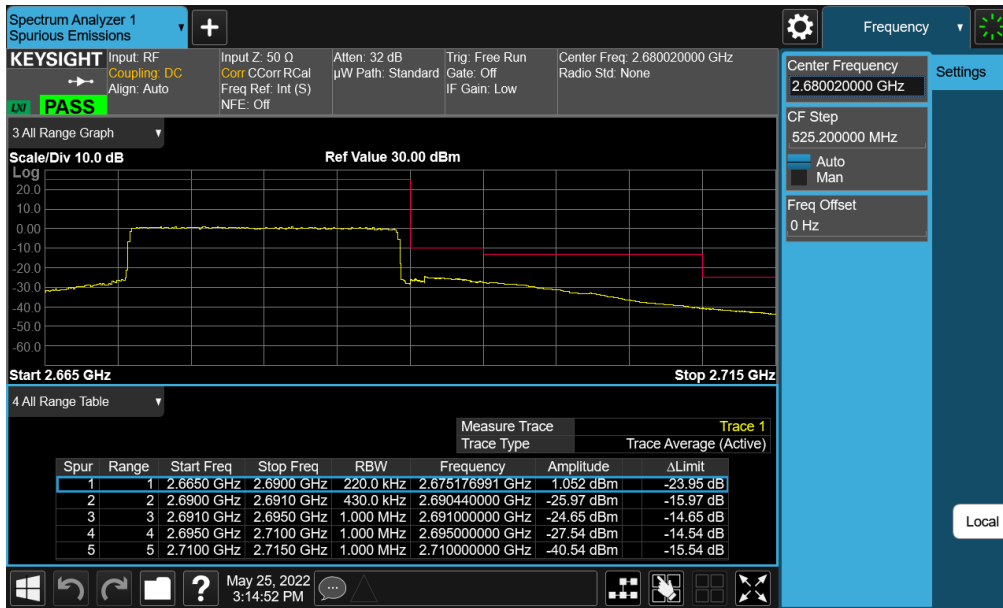 Spectrum Analyzer 1
Spurious Emissions
+
Frequency
KEYSIGHT
LXI
PASS
Input: RF
Coupling: DC
Align: Auto
Input Z: 50 Ω
Corr CCorr RCal
Freq Ref: Int (S)
NFE: Off
Atten: 32 dB
µW Path: Standard
Trig: Free Run
Gate: Off
IF Gain: Low
Center Freq: 2.680020000 GHz
Radio Std: None
Center Frequency
2.680020000 GHz
Settings
CF Step
525.200000 MHz
Auto
Man
Freq Offset
0 Hz
Local
3 All Range Graph
Scale/Div 10.0 dB
Ref Value 30.00 dBm
Log
20.0
10.0
0.00
-10.0
-20.0
-30.0
-40.0
-50.0
-60.0
Start 2.665 GHz
Stop 2.715 GHz
4 All Range Table
Measure Trace Trace 1
Trace Type Trace Average (Active)
Spur Range Start Freq Stop Freq RBW Frequency Amplitude ΔLimit
1 1 2.6650 GHz 2.6900 GHz 220.0 kHz 2.675176991 GHz 1.052 dBm -23.95 dB
2 2 2.6900 GHz 2.6910 GHz 430.0 kHz 2.690440000 GHz -25.97 dBm -15.97 dB
3 3 2.6910 GHz 2.6950 GHz 1.000 MHz 2.691000000 GHz -24.65 dBm -14.65 dB
4 4 2.6950 GHz 2.7100 GHz 1.000 MHz 2.695000000 GHz -27.54 dBm -14.54 dB
5 5 2.7100 GHz 2.7150 GHz 1.000 MHz 2.710000000 GHz -40.54 dBm -15.54 dB
?
May 25, 2022
3:14:52 PM